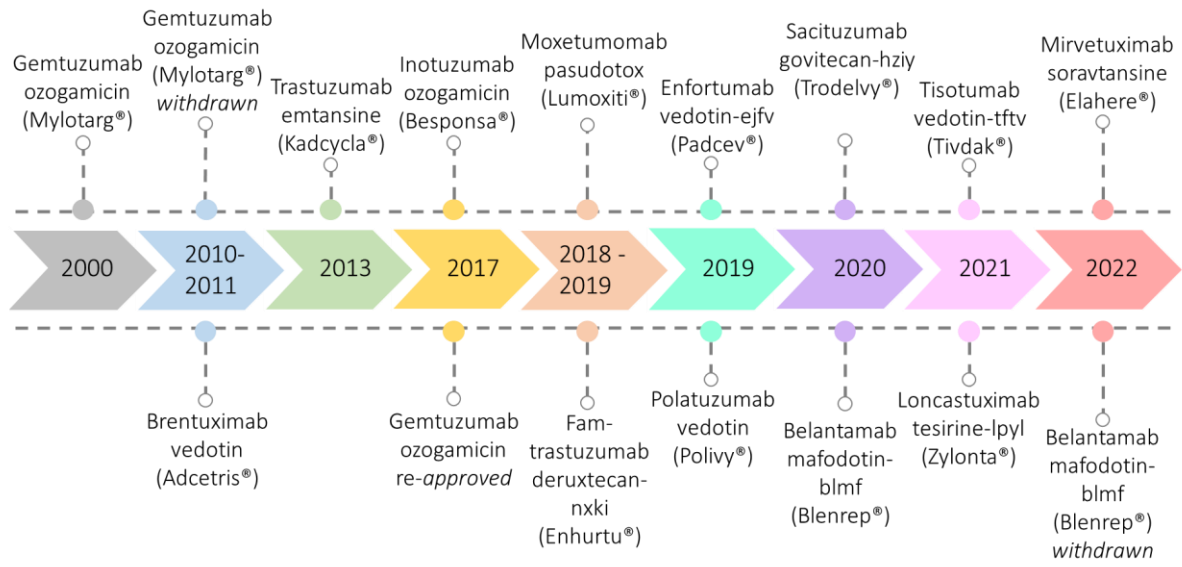 Gemtuzumab
ozogamicin
(Mylotarg®)
Gemtuzumab
ozogamicin
(Mylotarg®)
withdrawn
Trastuzumab
emtansine
(Kadcycla®)
Inotuzumab
ozogamicin
(Besponsa®)
Moxetumomab
pasudotox
(Lumoxiti®)
Enfortumab
vedotin-ejfv
(Padcev®)
Sacituzumab
govitecan-hziy
(Trodelvy®)
Tisotumab
vedotin-tftv
(Tivdak®)
Mirvetuximab
soravtansine
(Elahere®)
2000
2010-
2011
2013
2017
2018 -
2019
2019
2020
2021
2022
Brentuximab
vedotin
(Adcetris®)
Gemtuzumab
ozogamicin
re-approved
Fam-
trastuzumab
deruxtecan-
nxki
(Enhurtu®)
Polatuzumab
vedotin
(Polivy®)
Belantamab
mafodotin-
blmf
(Blenrep®)
Loncastuximab
tesirine-lpyl
(Zylonta®)
Belantamab
mafodotin-
blmf
(Blenrep®)
withdrawn